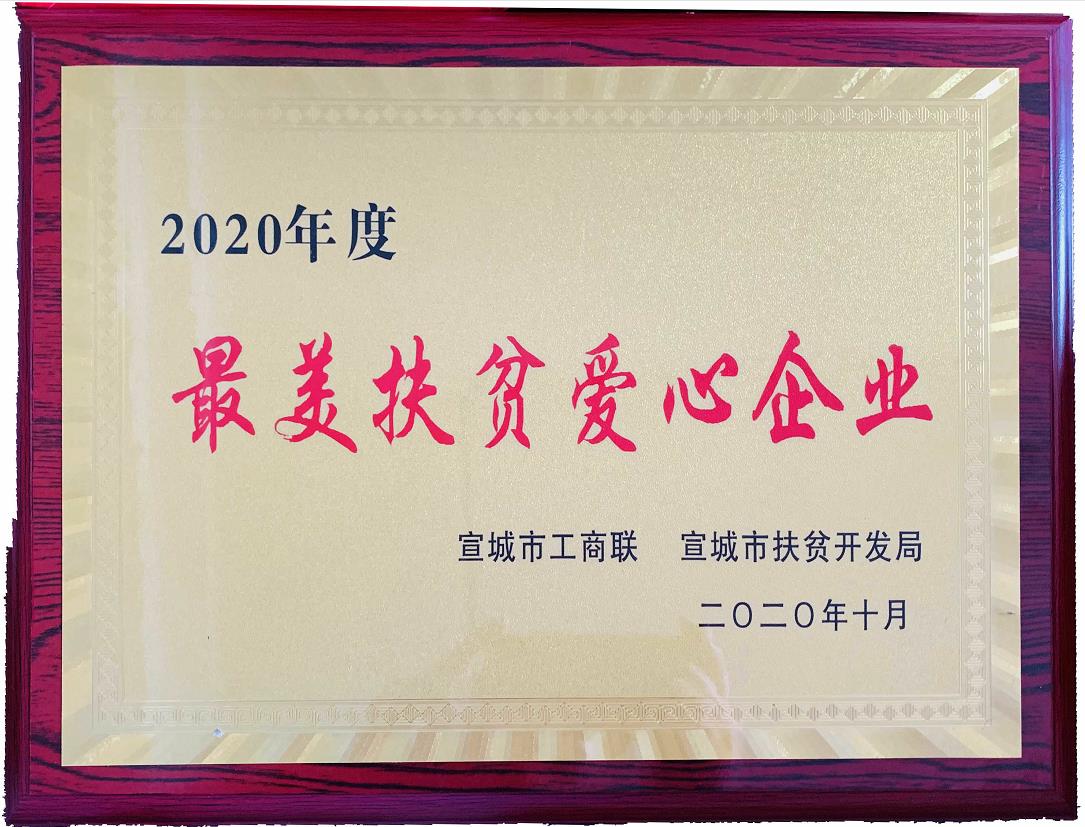 2020年度
最美扶贫爱心企业
宣城市工商联 宣城市扶贫开发局
二〇二〇年十月